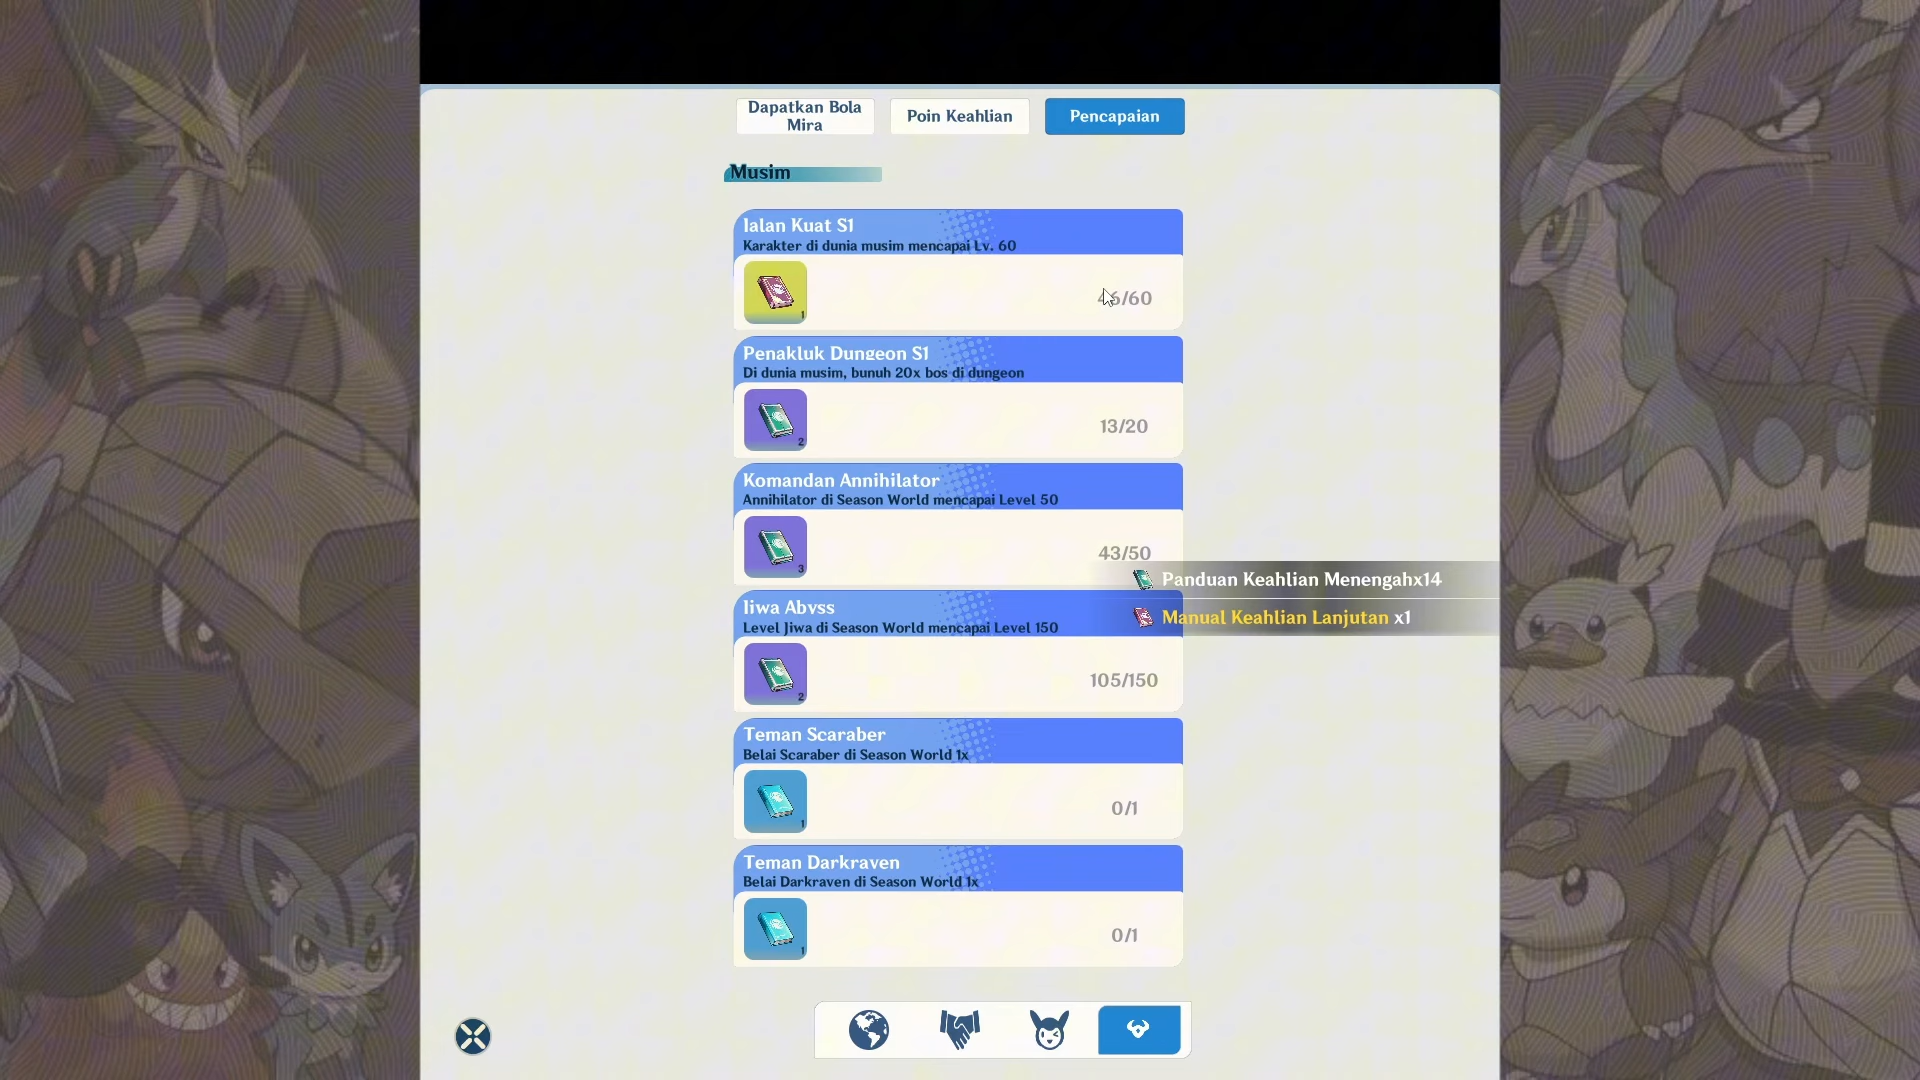 Dapatkan Bola
Mira
Poin Keahlian
Pencapaian
Musim
Jalan Kuat S1
Karakter di dunia musim mencapai Lv. 60
1
46/60
Penakluk Dungeon S1
Di dunia musim, bunuh 20x bos di dungeon
2
13/20
Komandan Annihilator
Annihilator di Season World mencapai Level 50
3
43/50
Panduan Keahlian Menengahx14
Jiwa Abyss
Level Jiwa di Season World mencapai Level 150
Manual Keahlian Lanjutan x1
2
105/150
Teman Scaraber
Belai Scaraber di Season World 1x
1
0/1
Teman Darkraven
Belai Darkraven di Season World 1x
1
0/1